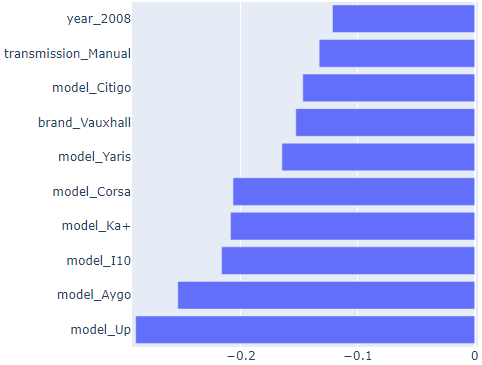 year_2008
transmission_Manual
model_Citigo
brand_Vauxhall
model_Yaris
model_Corsa
model_Ka+
model_I10
model_Aygo
model_Up
−0.2 −0.1 0